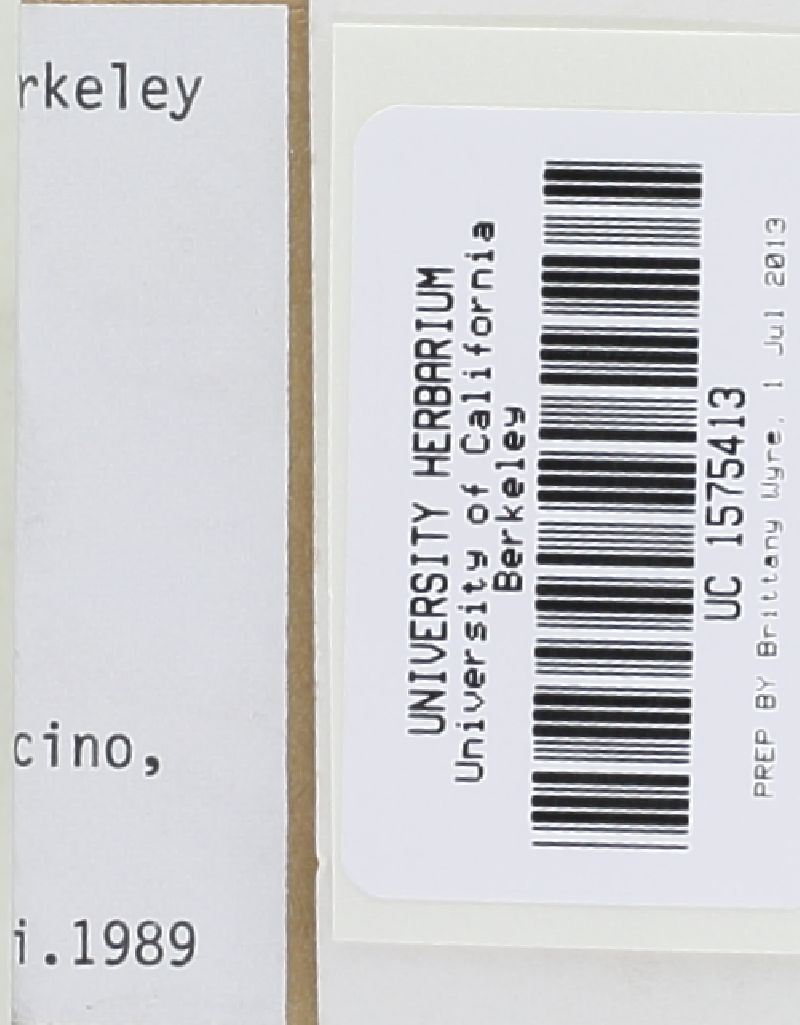 rkeley
cino,
i.1989
UNIVERSITY HERBARIUM
University of California
Berkeley
UC 1575413
PREP BY Brittany Wyre, 1 Jul 2013